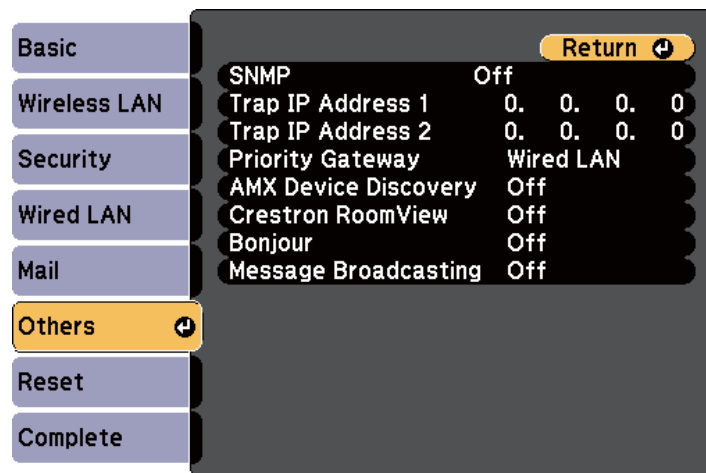 Basic
Wireless LAN
Security
Wired LAN
Mail
Others
Reset
Complete
Return
SNMP Off
Trap IP Address 1 0. 0. 0. 0
Trap IP Address 2 0. 0. 0. 0
Priority Gateway Wired LAN
AMX Device Discovery Off
Crestron RoomView Off
Bonjour Off
Message Broadcasting Off